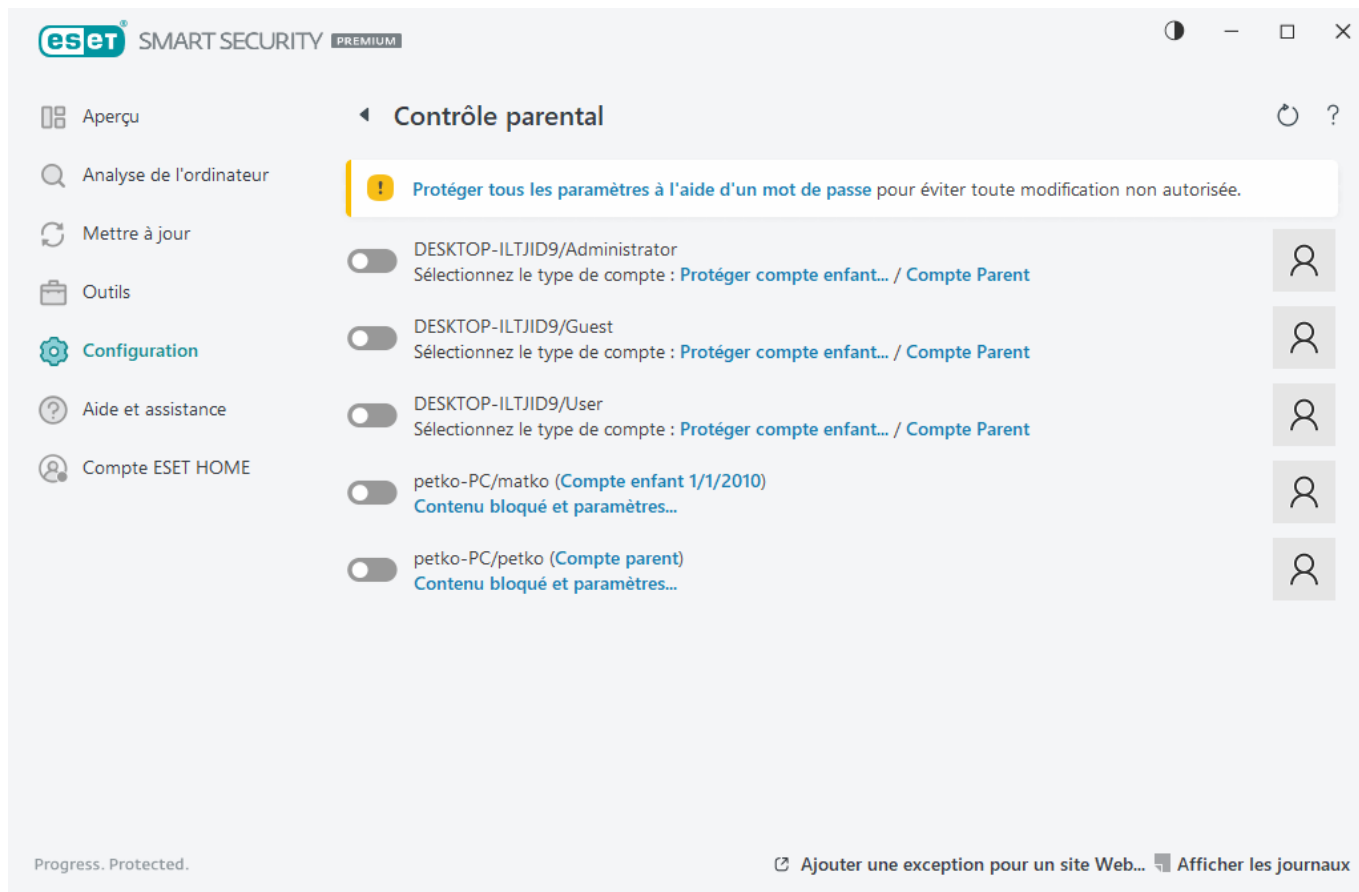 eseT® SMART SECURITY PREMIUM
Aperçu
Analyse de l'ordinateur
Mettre à jour
Outils
Configuration
Aide et assistance
Compte ESET HOME
Contrôle parental
?
! Protéger tous les paramètres à l'aide d'un mot de passe pour éviter toute modification non autorisée.
DESKTOP-ILTJID9/Administrator
Sélectionnez le type de compte : Protéger compte enfant... / Compte Parent
DESKTOP-ILTJID9/Guest
Sélectionnez le type de compte : Protéger compte enfant... / Compte Parent
DESKTOP-ILTJID9/User
Sélectionnez le type de compte : Protéger compte enfant... / Compte Parent
petko-PC/matko (Compte enfant 1/1/2010)
Contenu bloqué et paramètres...
petko-PC/petko (Compte parent)
Contenu bloqué et paramètres...
Progress. Protected.
Ajouter une exception pour un site Web... Afficher les journaux